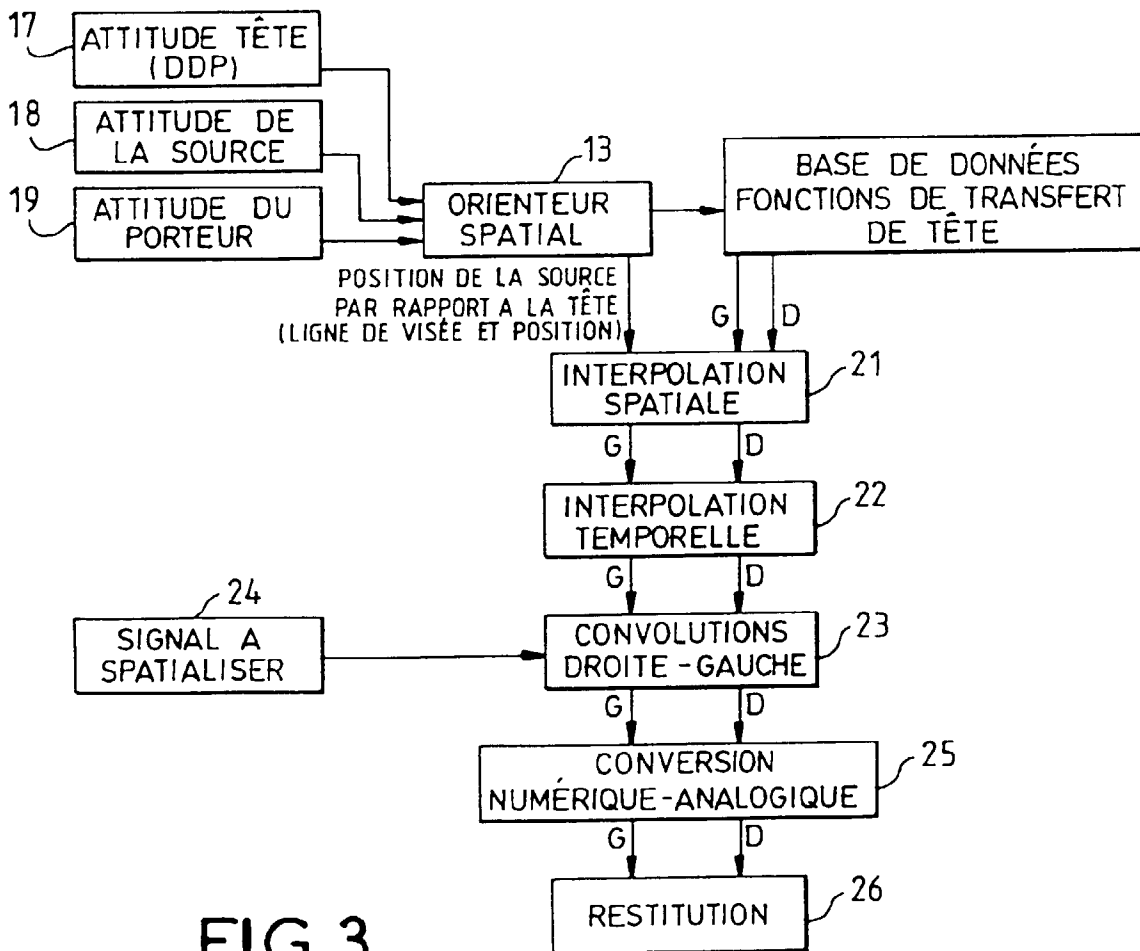 17
ATTITUDE TÊTE
(DDP)
18
ATTITUDE DE
LA SOURCE
19
ATTITUDE DU
PORTEUR
13
ORIENTEUR
SPATIAL
BASE DE DONNÉES
FONCTIONS DE TRANSFERT
DE TÊTE
POSITION DE LA SOURCE
PAR RAPPORT A LA TÊTE
(LIGNE DE VISÉE ET POSITION)
G
D
INTERPOLATION
SPATIALE
21
G
D
INTERPOLATION
TEMPORELLE
22
G
D
24
SIGNAL A
SPATIALISER
CONVOLUTIONS
DROITE-GAUCHE
23
G
D
CONVERSION
NUMÉRIQUE-ANALOGIQUE
25
G
D
RESTITUTION
26
FIG.3